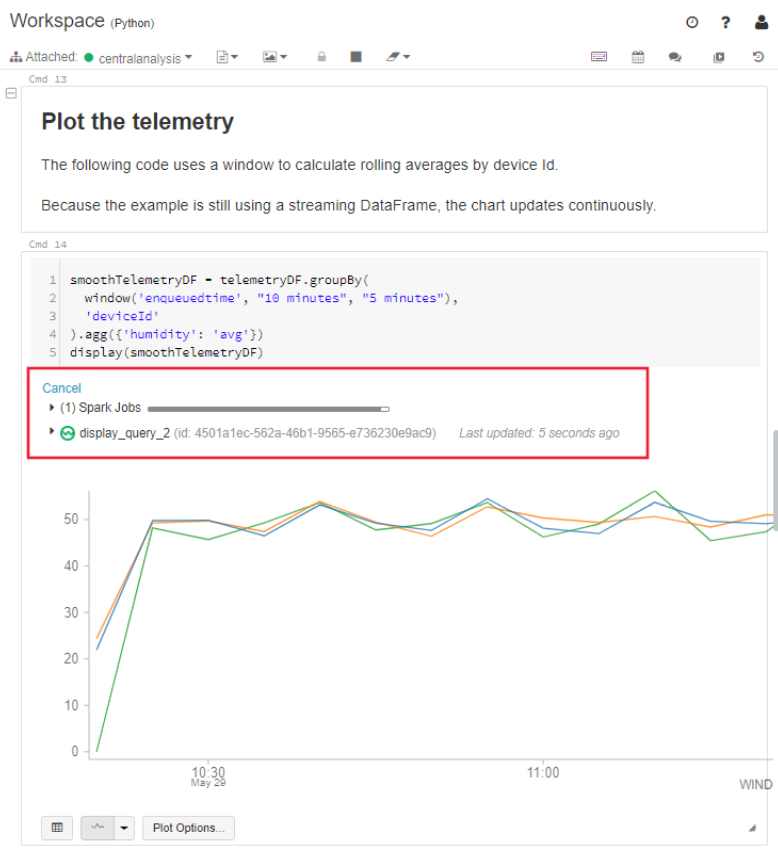 Workspace (Python)
Attached: centralanalysis
Cmd 13
Plot the telemetry
The following code uses a window to calculate rolling averages by device Id.
Because the example is still using a streaming DataFrame, the chart updates continuously.
Cmd 14
1 smoothTelemetryDF = telemetryDF.groupBy(
2 window('enqueuedtime', "10 minutes", "5 minutes"),
3 'deviceId'
4 ).agg({'humidity': 'avg'})
5 display(smoothTelemetryDF)
Cancel
(1) Spark Jobs
display_query_2 (id: 4501a1ec-562a-46b1-9565-e736230e9ac9) Last updated: 5 seconds ago
50
40
30
20
10
0
10:30 11:00
May 29
WIND
Plot Options...